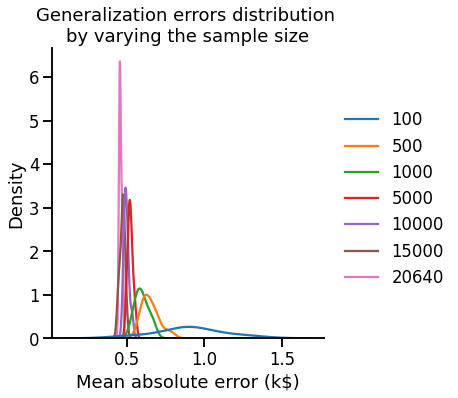 Generalization errors distribution
by varying the sample size
6
5
4
3
2
1
0
Density
0.5 1.0 1.5
Mean absolute error (k$)
100
500
1000
5000
10000
15000
20640